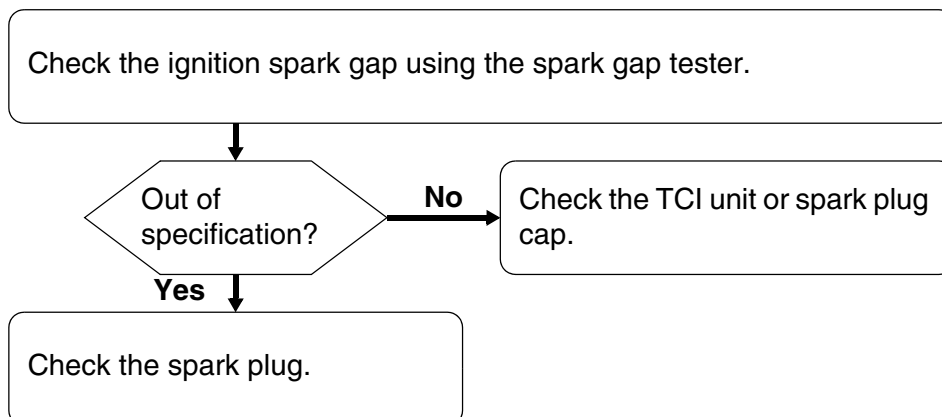 Check the ignition spark gap using the spark gap tester.
Out of
specification?
No
Check the TCI unit or spark plug
cap.
Yes
Check the spark plug.